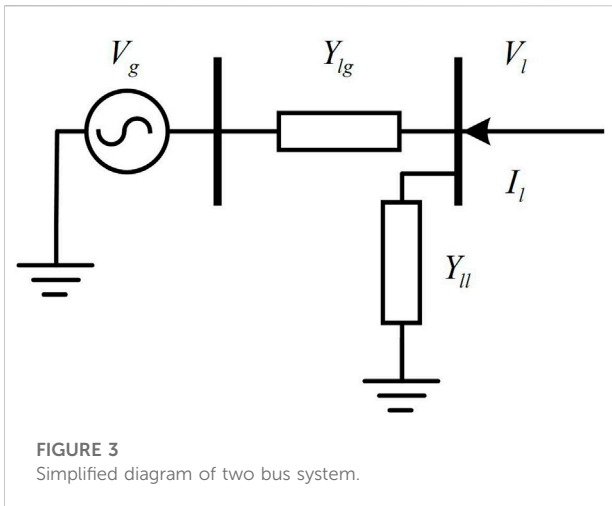 V_g
Y_lg
V_l
I_l
Y_ll
FIGURE 3
Simplified diagram of two bus system.